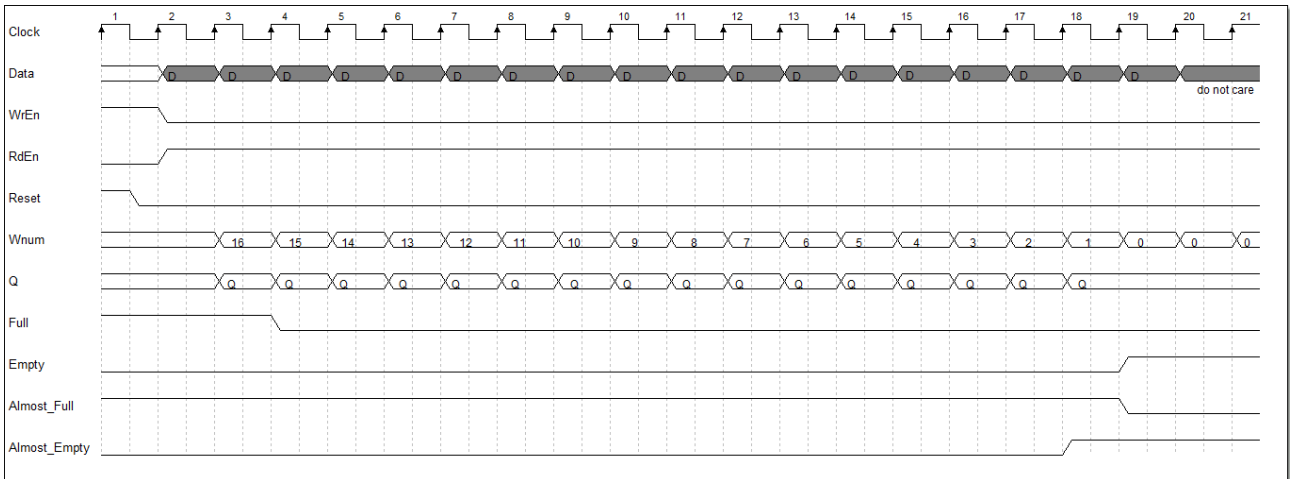 1 2 3 4 5 6 7 8 9 10 11 12 13 14 15 16 17 18 19 20 21
Clock
Data D D D D D D D D D D D D D D D D D D
do not care
WrEn
RdEn
Reset
Wnum 16 15 14 13 12 11 10 9 8 7 6 5 4 3 2 1 0 0 0
Q Q Q Q Q Q Q Q Q Q Q Q Q Q Q Q Q
Full
Empty
Almost_Full
Almost_Empty